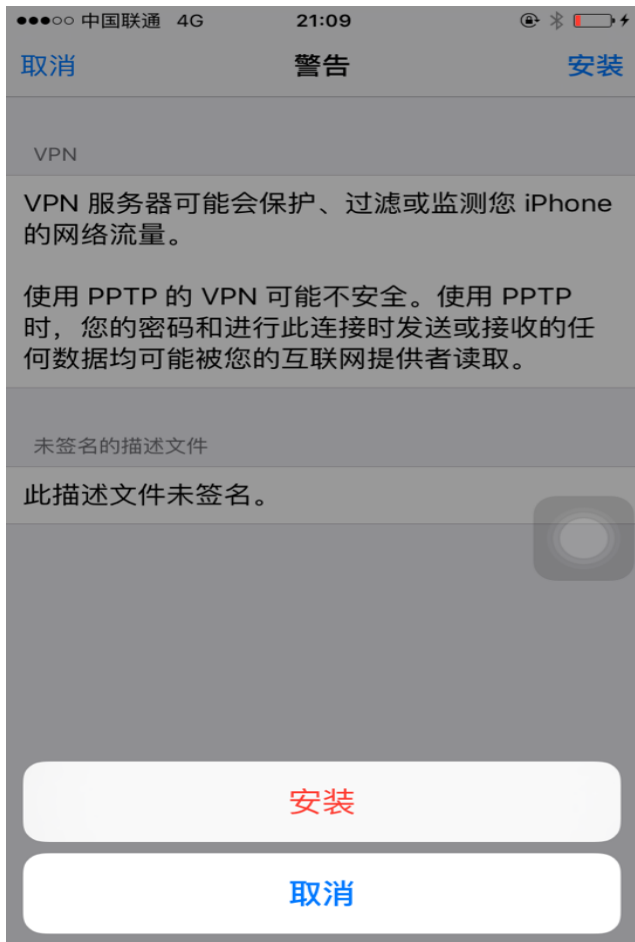 中国联通 4G 21:09
取消 警告 安装
VPN
VPN 服务器可能会保护、过滤或监测您 iPhone
的网络流量。
使用 PPTP 的 VPN 可能不安全。使用 PPTP
时，您的密码和进行此连接时发送或接收的任
何数据均可能被您的互联网提供者读取。
未签名的描述文件
此描述文件未签名。
安装
取消